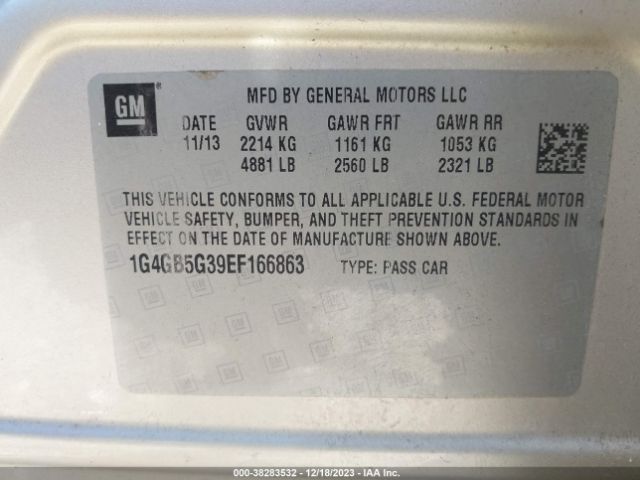 GM
MFD BY GENERAL MOTORS LLC
DATE GVWR GAWR FRT GAWR RR
11/13 2214 KG 1161 KG 1053 KG
4881 LB 2560 LB 2321 LB
THIS VEHICLE CONFORMS TO ALL APPLICABLE U.S. FEDERAL MOTOR
VEHICLE SAFETY, BUMPER, AND THEFT PREVENTION STANDARDS IN
EFFECT ON THE DATE OF MANUFACTURE SHOWN ABOVE.
1G4GB5G39EF166863 TYPE: PASS CAR
000-38283532 - 12/18/2023 - IAA Inc.